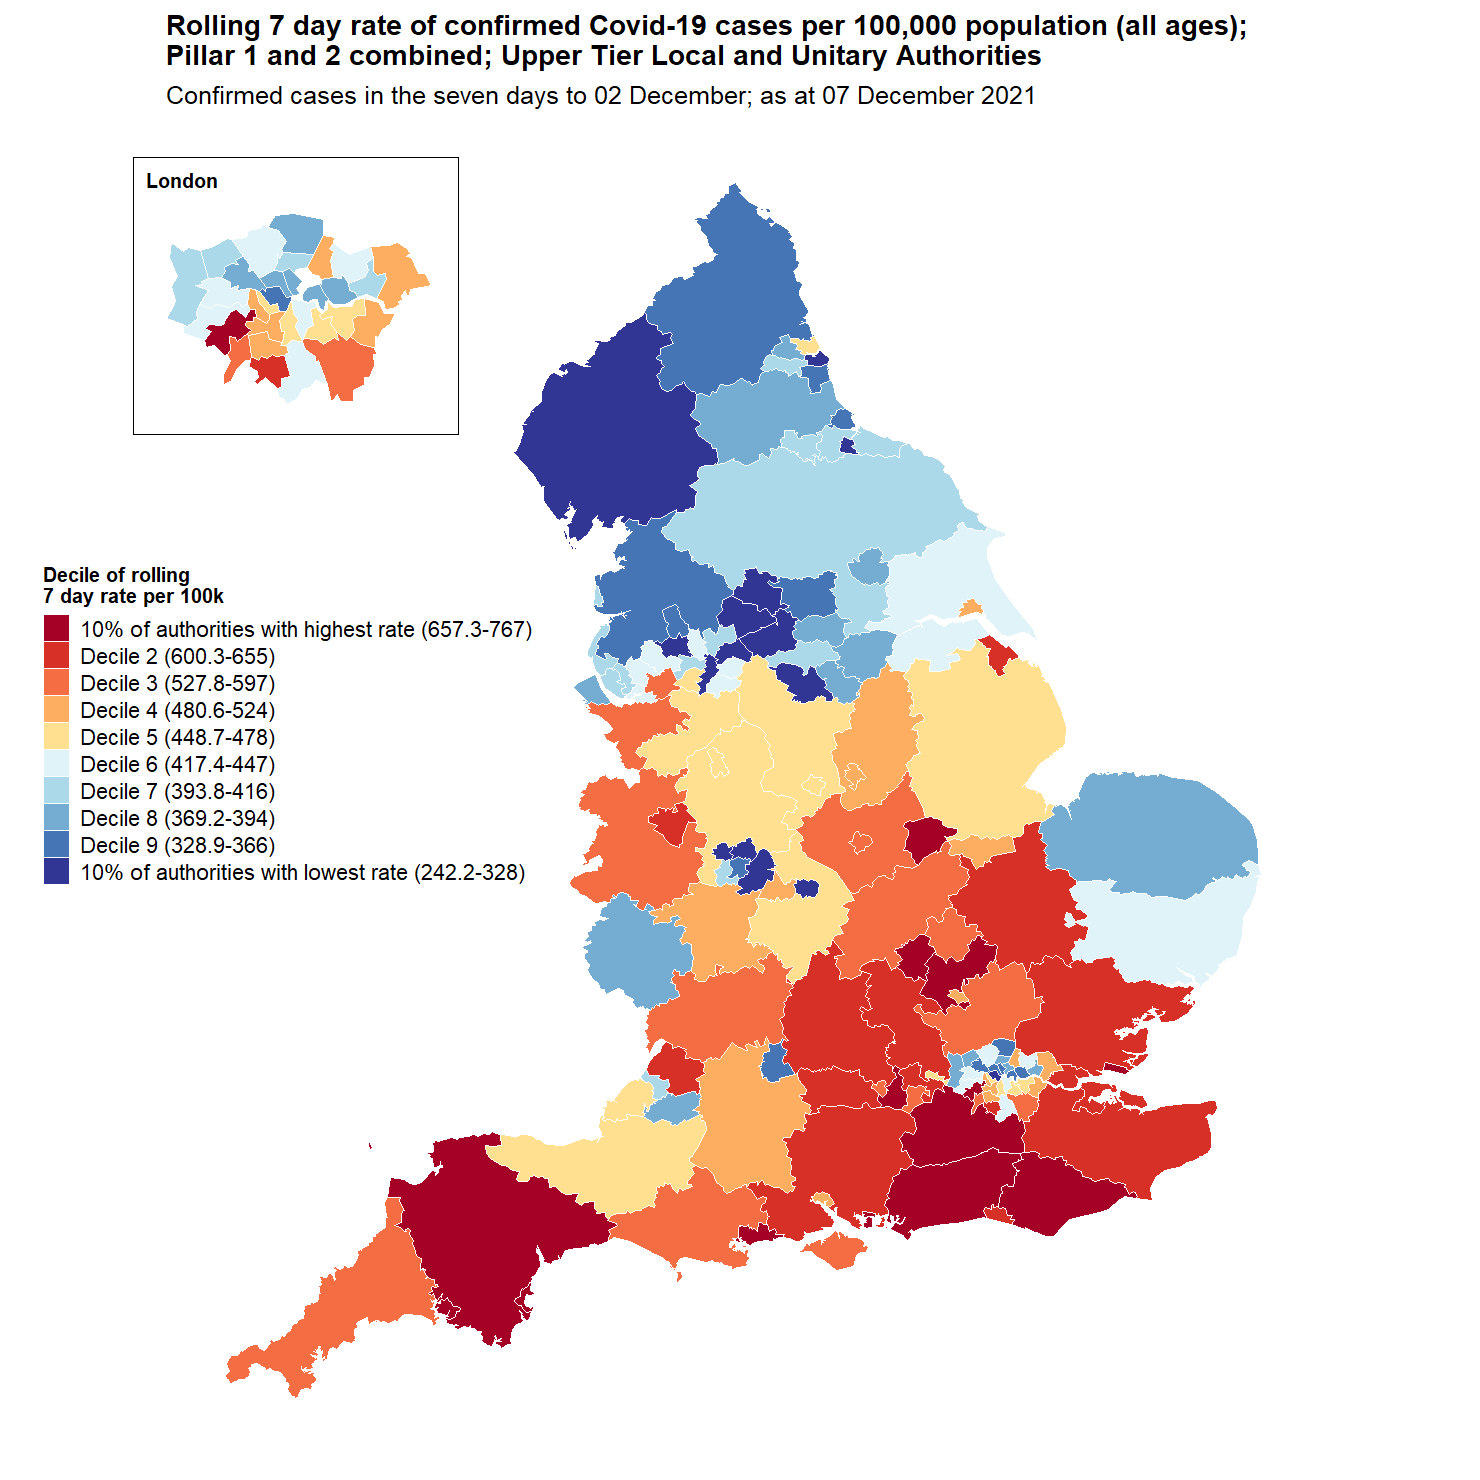 Rolling 7 day rate of confirmed Covid-19 cases per 100,000 population (all ages);
Pillar 1 and 2 combined; Upper Tier Local and Unitary Authorities
Confirmed cases in the seven days to 02 December; as at 07 December 2021
London
Decile of rolling
7 day rate per 100k
10% of authorities with highest rate (657.3-767)
Decile 2 (600.3-655)
Decile 3 (527.8-597)
Decile 4 (480.6-524)
Decile 5 (448.7-478)
Decile 6 (417.4-447)
Decile 7 (393.8-416)
Decile 8 (369.2-394)
Decile 9 (328.9-366)
10% of authorities with lowest rate (242.2-328)